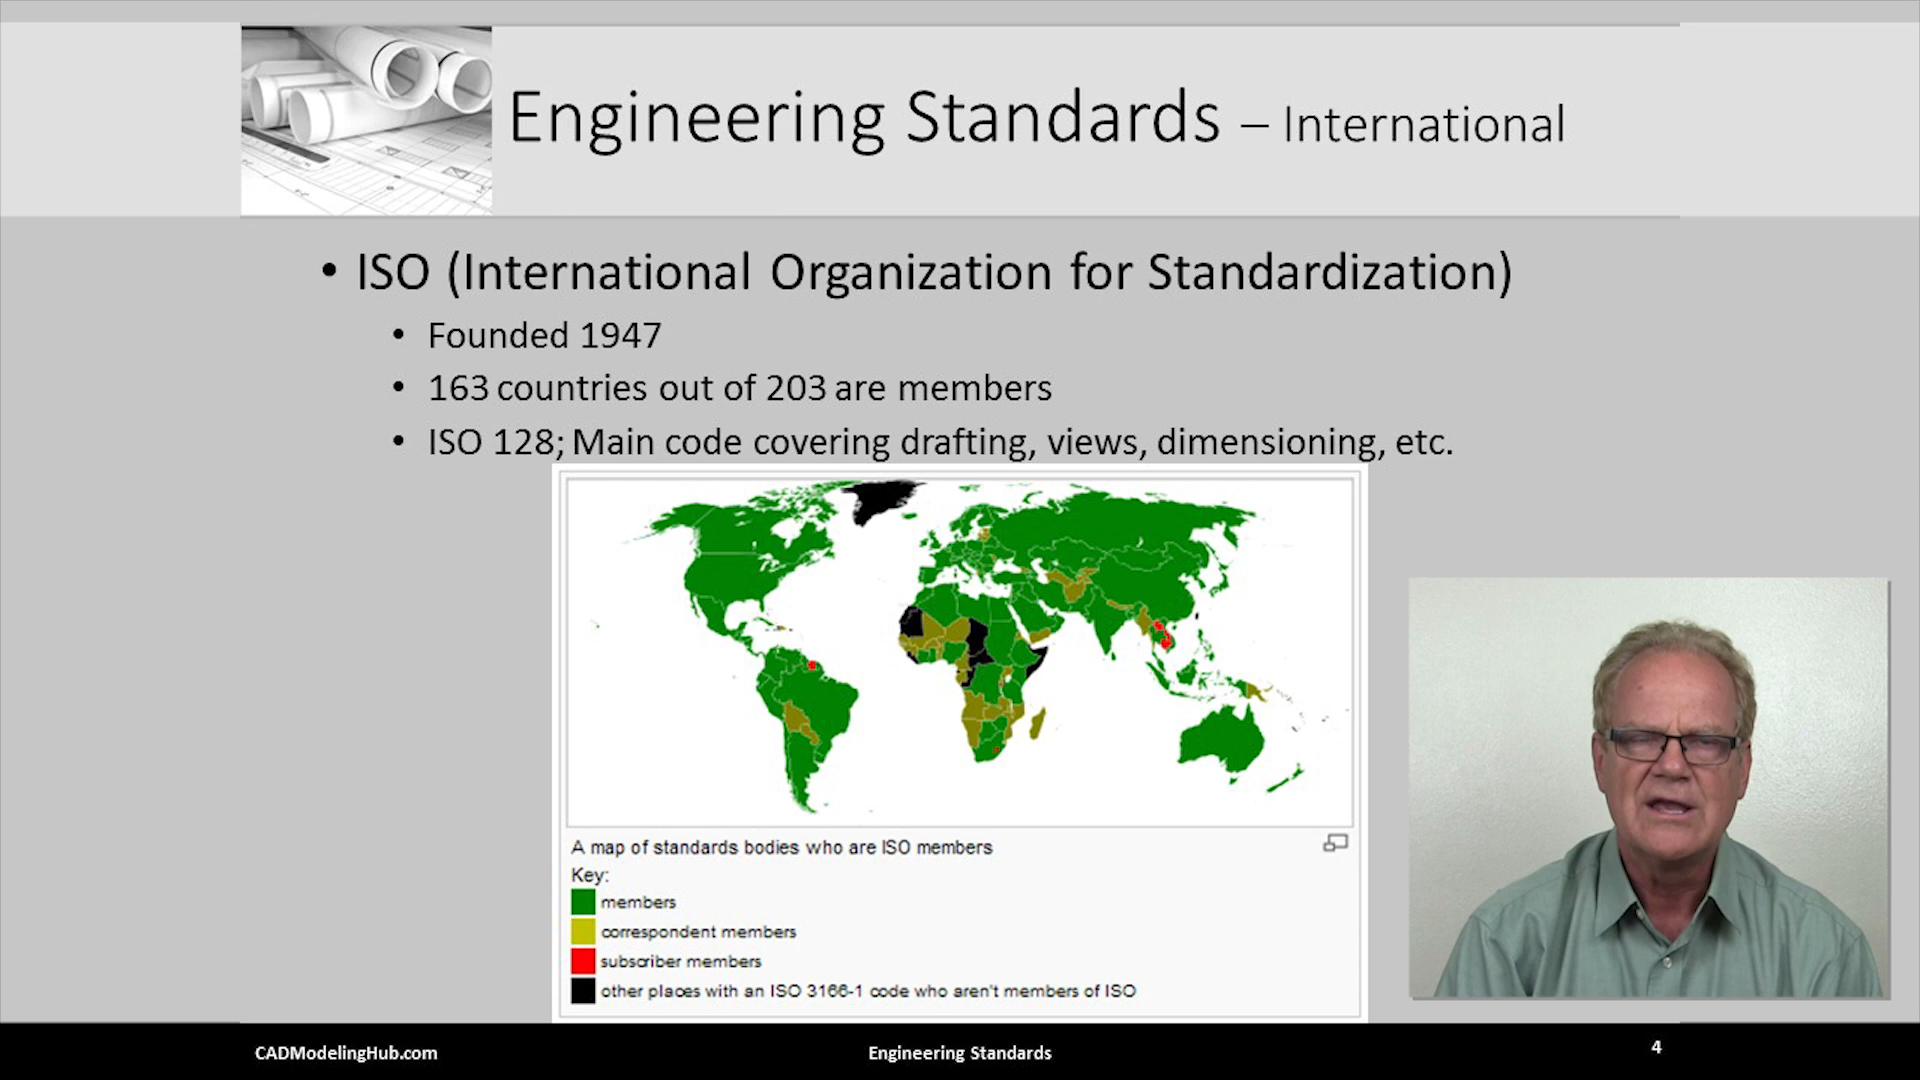 Engineering Standards – International
• ISO (International Organization for Standardization)
• Founded 1947
• 163 countries out of 203 are members
• ISO 128; Main code covering drafting, views, dimensioning, etc.
A map of standards bodies who are ISO members
Key:
members
correspondent members
subscriber members
other places with an ISO 3166-1 code who aren't members of ISO
CADModelingHub.com
Engineering Standards
4